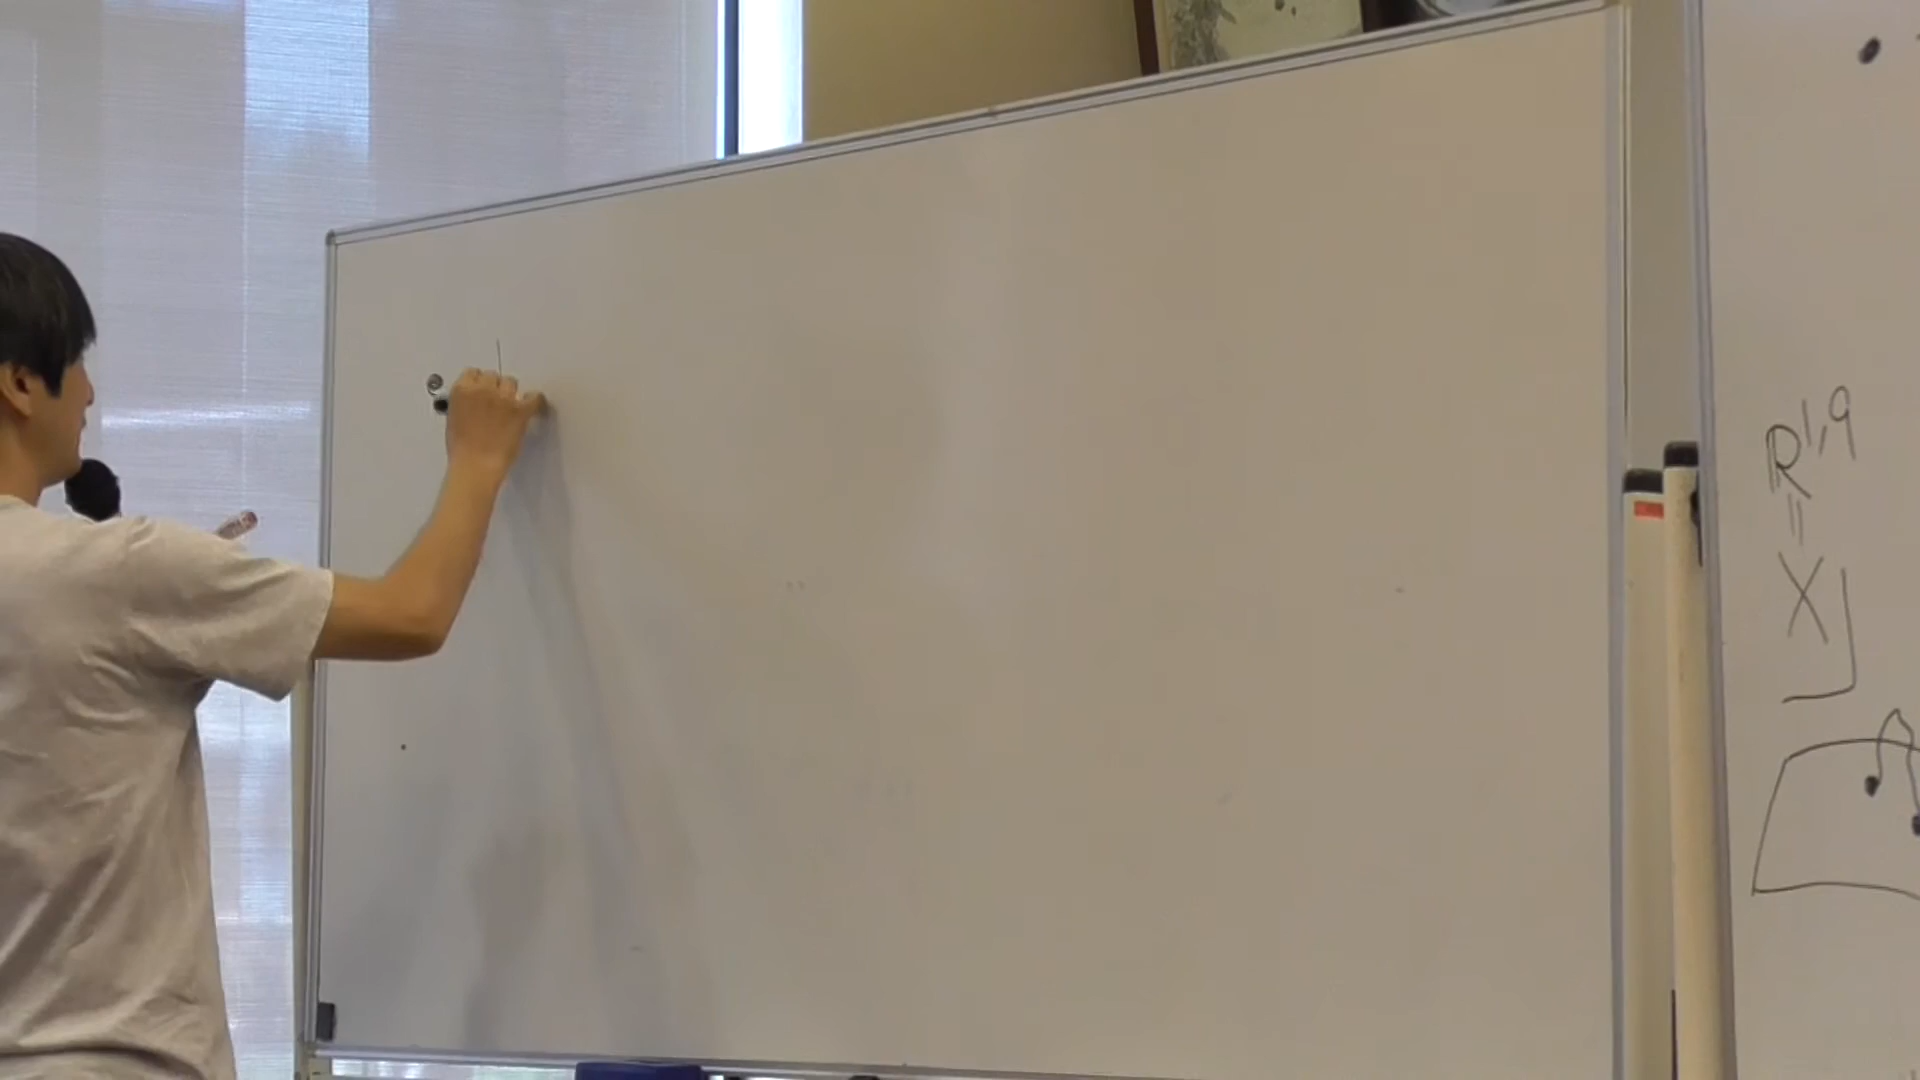 ℝ^{1,9}
=
X